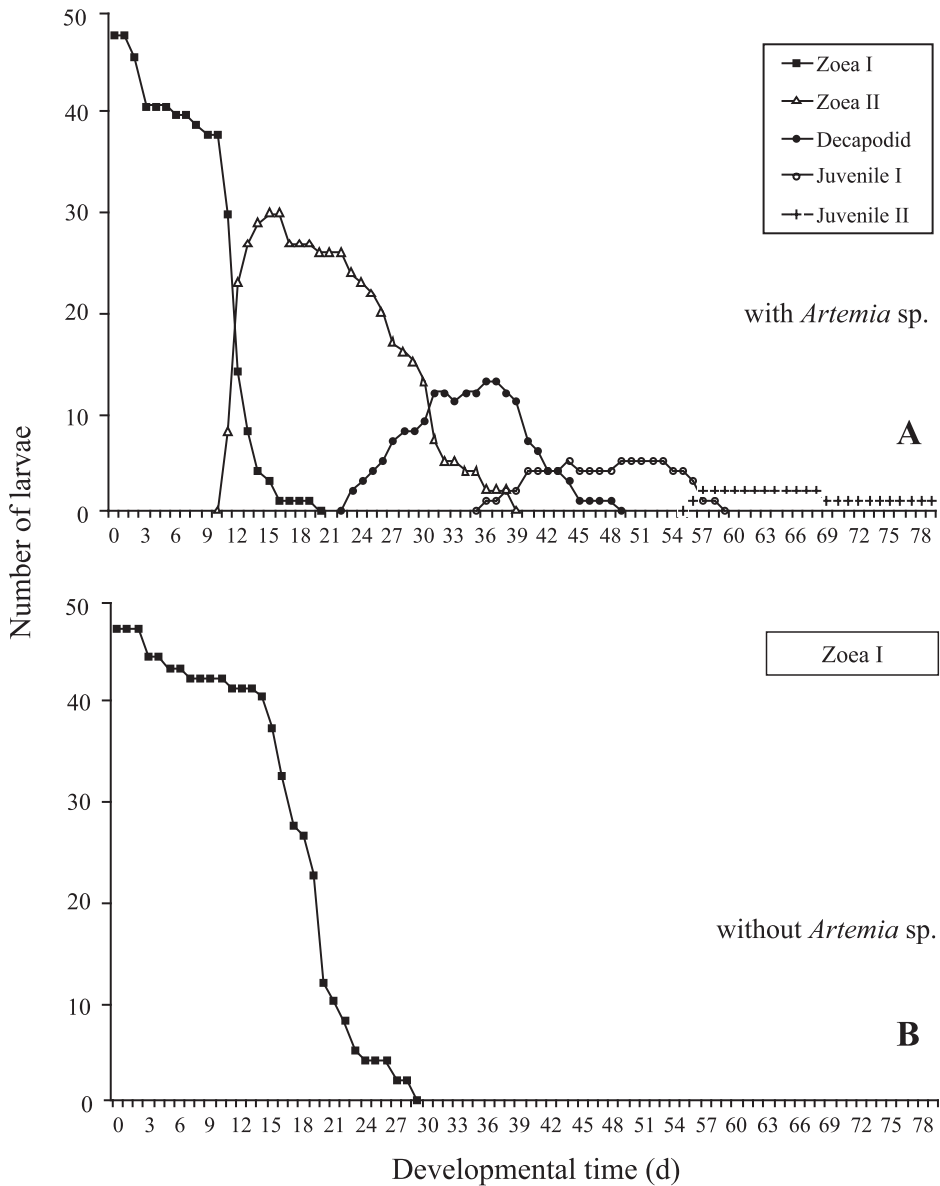 50
40
30
20
10
0
0 3 6 9 12 15 18 21 24 27 30 33 36 39 42 45 48 51 54 57 60 63 66 69 72 75 78
Zoea I
Zoea II
Decapodid
Juvenile I
Juvenile II
with Artemia sp.
A
Number of larvae
50
40
30
20
10
0
0 3 6 9 12 15 18 21 24 27 30 33 36 39 42 45 48 51 54 57 60 63 66 69 72 75 78
Zoea I
without Artemia sp.
B
Developmental time (d)